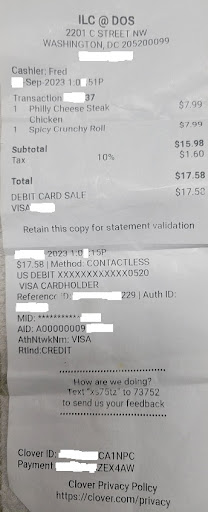 ILC @ DOS
2201 C STREET NW
WASHINGTON, DC 205200099
Cashier: Fred
Sep-2023 1:0 51P
Transaction 37
1 Philly Cheese Steak $7.99
Chicken
1 Spicy Crunchy Roll $7.99
Subtotal $15.98
Tax 10% $1.60
Total $17.58
DEBIT CARD SALE $17.58
VISA
Retain this copy for statement validation
2023 1:0 :15P
$17.58 | Method: CONTACTLESS
US DEBIT XXXXXXXXXXXX0520
VISA CARDHOLDER
Reference ID: 229 | Auth ID:
MID: **********
AID: A00000009
AthNtwkNm: VISA
RtInd:CREDIT
How are we doing?
Text to 73752
to send us your feedback
Clover ID: CA1NPC
Payment ZEX4AW
Clover Privacy Policy
https://clover.com/privacy